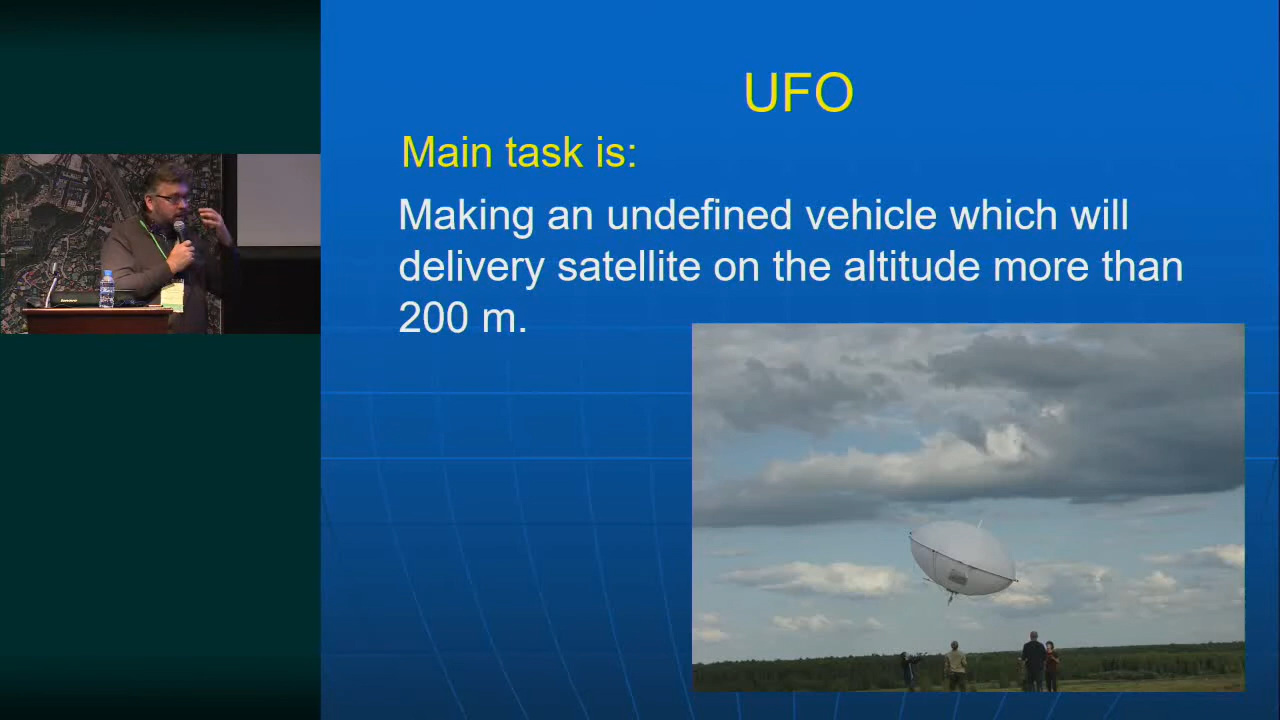 UFO
Main task is:
Making an undefined vehicle which will
delivery satellite on the altitude more than
200 m.